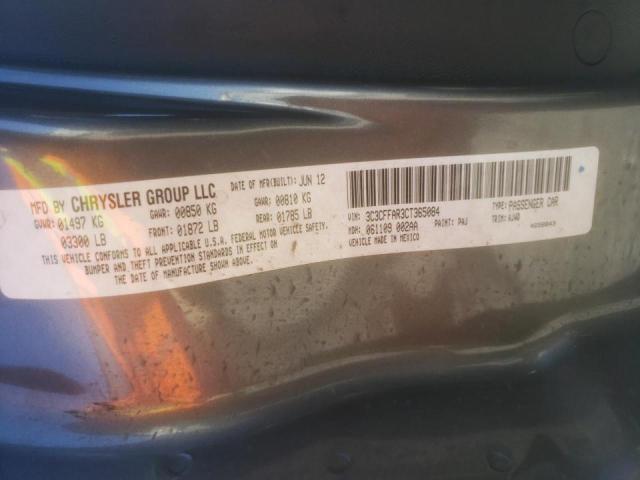 MFD BY CHRYSLER GROUP LLC
DATE OF MFR(BUILT): JUN 12
GVWR: 01497 KG
03300 LB
GAWR: 00850 KG
FRONT: 01872 LB
GAWR: 00810 KG
REAR: 01785 LB
THIS VEHICLE CONFORMS TO ALL APPLICABLE U.S.A. FEDERAL MOTOR VEHICLE SAFETY,
BUMPER AND THEFT PREVENTION STANDARDS IN EFFECT ON
THE DATE OF MANUFACTURE SHOWN ABOVE.
VIN: 3C3CFFAR3CT385084
TYPE: PASSENGER CAR
MDH: 061109 002AA
PAINT: PAJ
TRIM: AJA0
VEHICLE MADE IN MEXICO